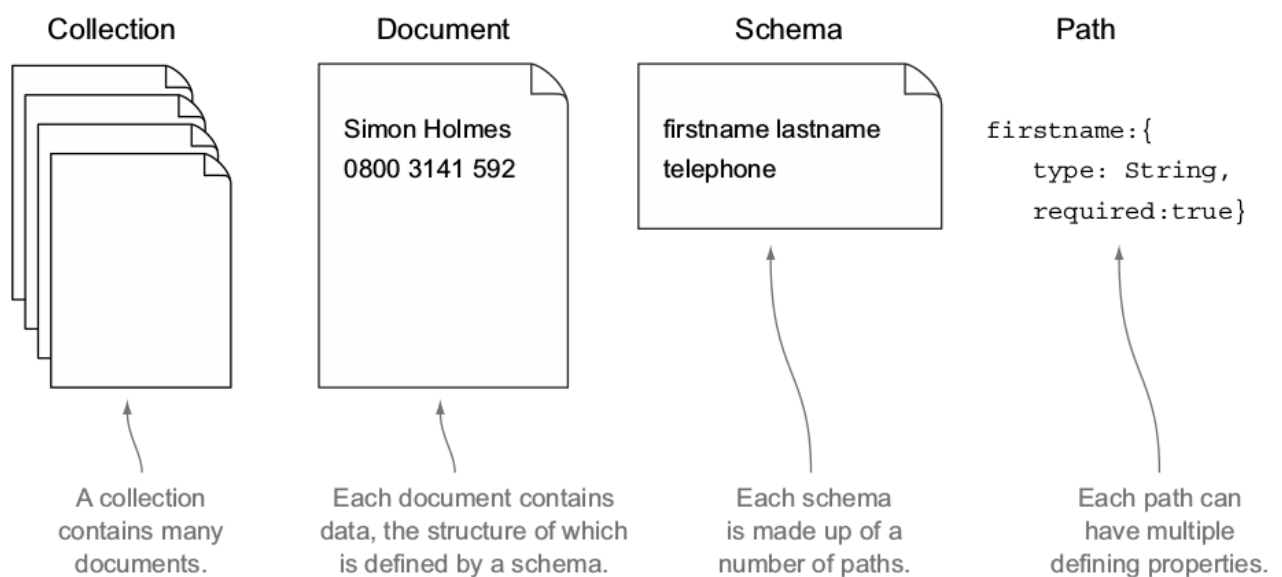 Collection
Document
Schema
Path
Simon Holmes
0800 3141 592
firstname lastname
telephone
firstname:{
type: String,
required:true}
A collection
contains many
documents.
Each document contains
data, the structure of which
is defined by a schema.
Each schema
is made up of a
number of paths.
Each path can
have multiple
defining properties.